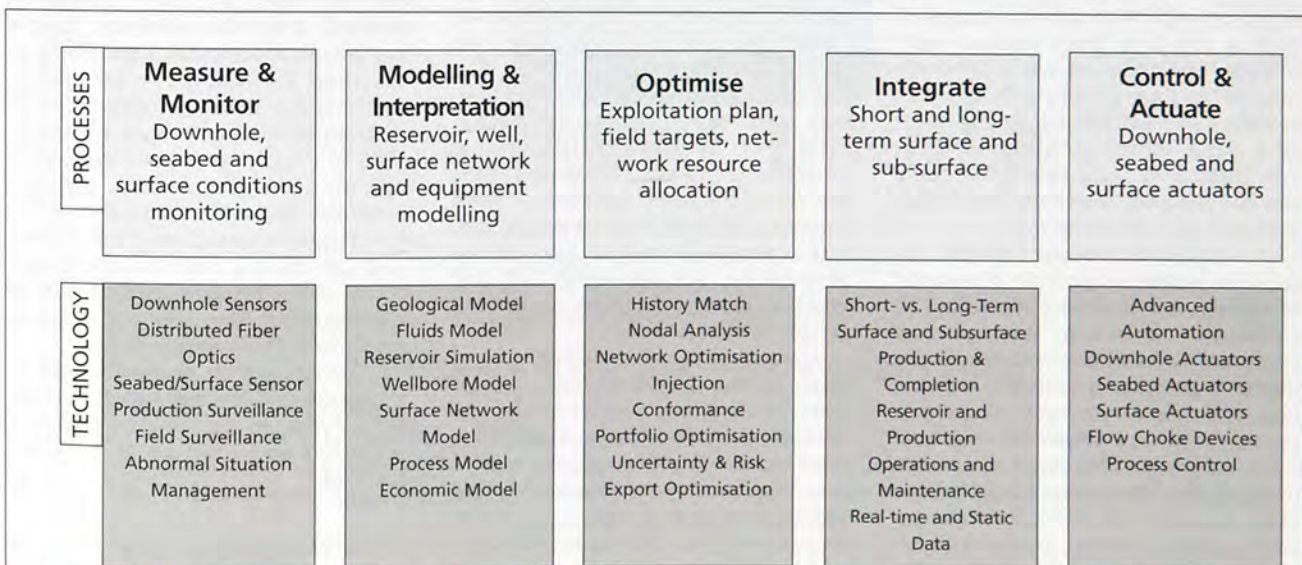 PROCESSES
Measure &
Monitor
Downhole,
seabed and
surface conditions
monitoring
Modelling &
Interpretation
Reservoir, well,
surface network
and equipment
modelling
Optimise
Exploitation plan,
field targets, net-
work resource
allocation
Integrate
Short and long-
term surface and
sub-surface
Control &
Actuate
Downhole,
seabed and
surface actuators
TECHNOLOGY
Downhole Sensors
Distributed Fiber
Optics
Seabed/Surface Sensor
Production Surveillance
Field Surveillance
Abnormal Situation
Management
Geological Model
Fluids Model
Reservoir Simulation
Wellbore Model
Surface Network
Model
Process Model
Economic Model
History Match
Nodal Analysis
Network Optimisation
Injection
Conformance
Portfolio Optimisation
Uncertainty & Risk
Export Optimisation
Short- vs. Long-Term
Surface and Subsurface
Production &
Completion
Reservoir and
Production
Operations and
Maintenance
Real-time and Static
Data
Advanced
Automation
Downhole Actuators
Seabed Actuators
Surface Actuators
Flow Choke Devices
Process Control